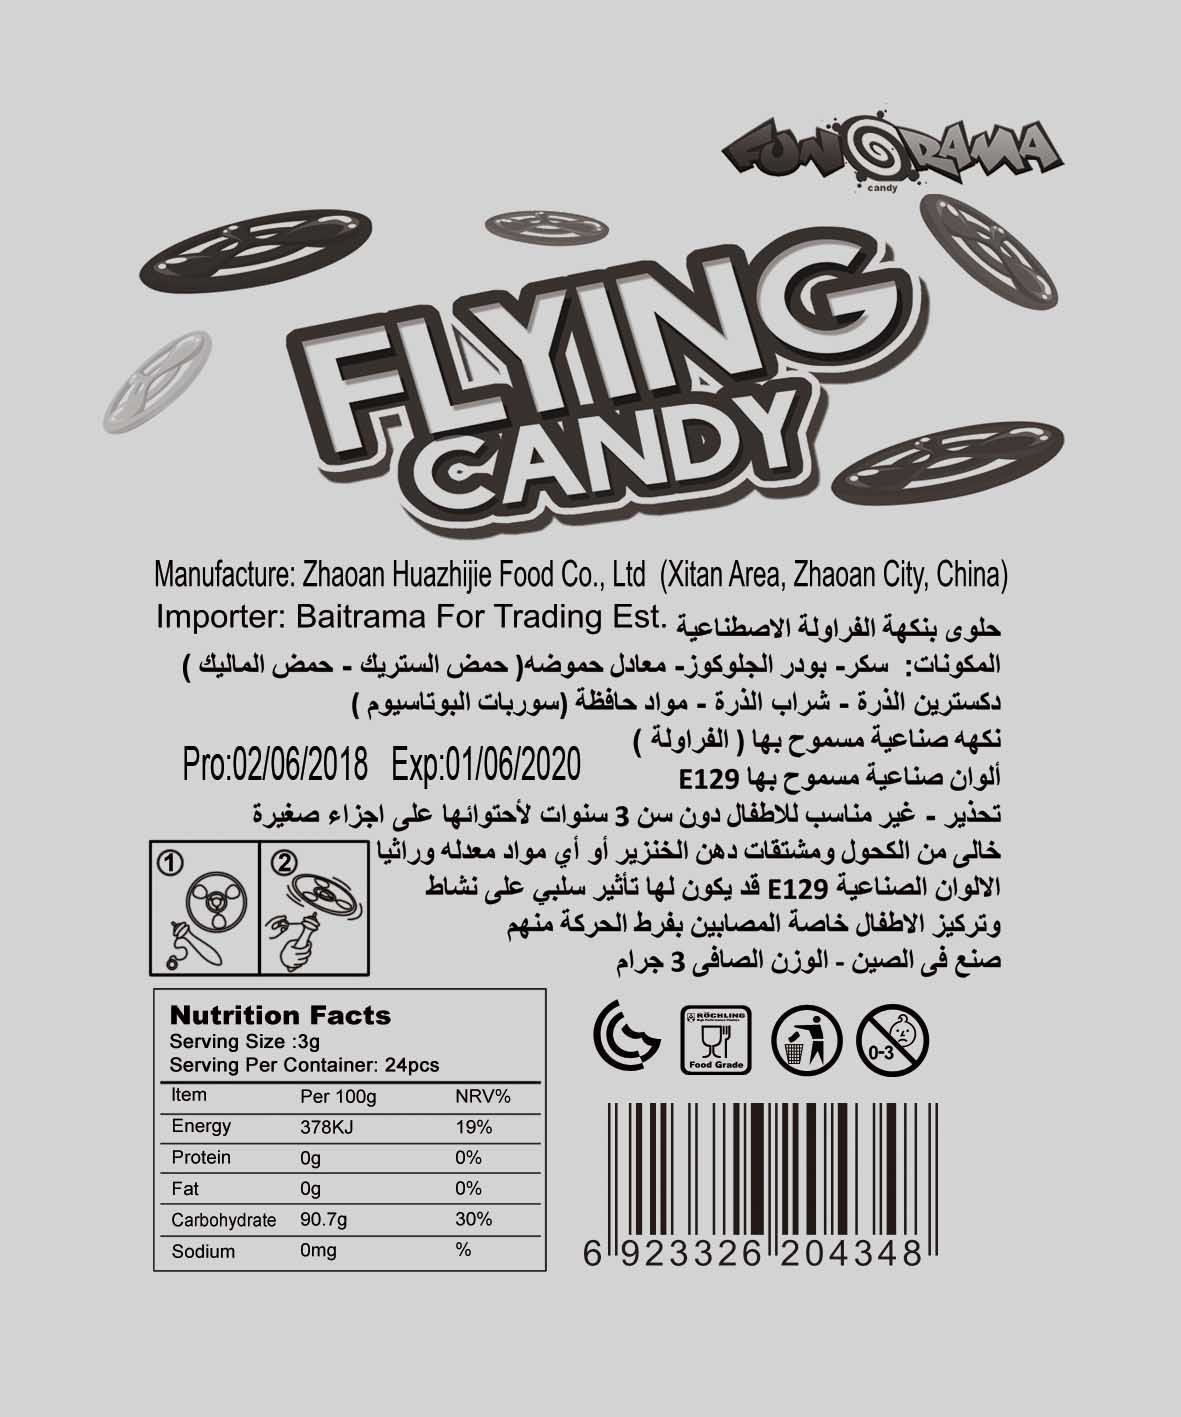 FUNORAMA
candy
FLYING
CANDY
Manufacture: Zhaoan Huazhijie Food Co., Ltd (Xitan Area, Zhaoan City, China)
Importer: Baitrama For Trading Est.
حلوى بنكهة الفراولة الاصطناعية
المكونات: سكر- بودر الجلوكوز- معادل حموضه( حمض الستريك - حمض الماليك )
دكسترين الذرة - شراب الذرة - مواد حافظة (سوربات البوتاسيوم )
نكهه صناعية مسموح بها ( الفراولة )
Pro:02/06/2018 Exp:01/06/2020
ألوان صناعية مسموح بها E129
تحذير - غير مناسب للاطفال دون سن 3 سنوات لأحتوائها على اجزاء صغيرة
خالى من الكحول ومشتقات دهن الخنزير أو أي مواد معدله وراثيا
الالوان الصناعية E129 قد يكون لها تأثير سلبي على نشاط
وتركيز الاطفال خاصة المصابين بفرط الحركة منهم
صنع فى الصين - الوزن الصافى 3 جرام
1 2
Nutrition Facts
Serving Size :3g
Serving Per Container: 24pcs
Item Per 100g NRV%
Energy 378KJ 19%
Protein 0g 0%
Fat 0g 0%
Carbohydrate 90.7g 30%
Sodium 0mg %
RÖCHLING
High Performance Plastics
Food Grade
0-3
6 923326 204348